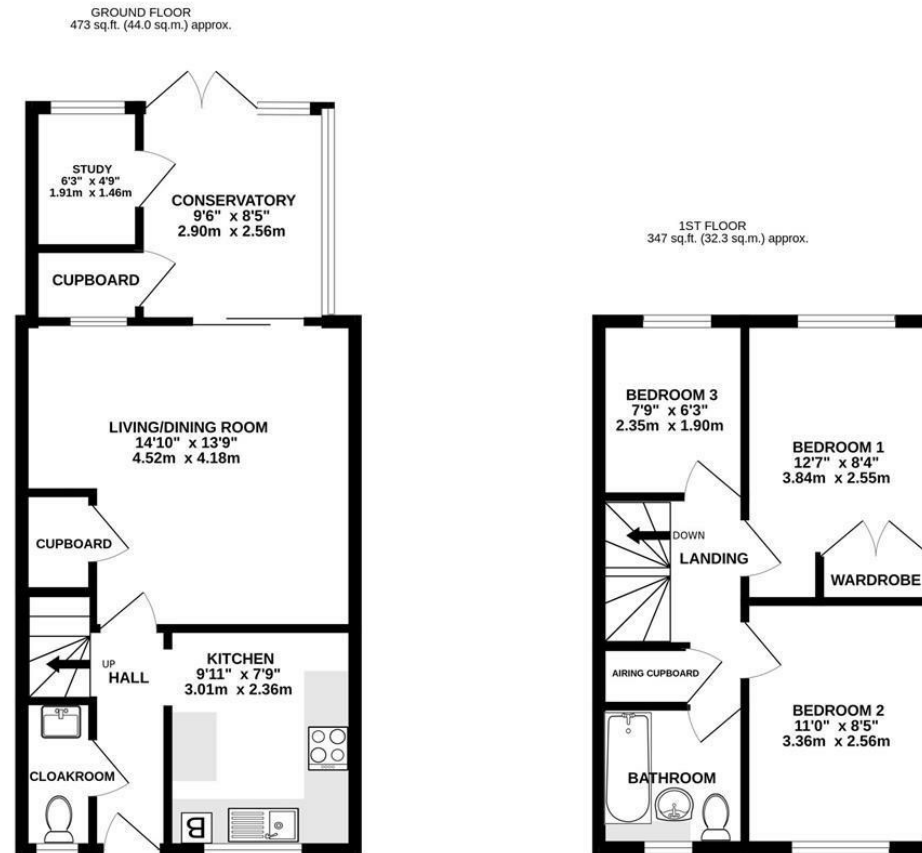 GROUND FLOOR
473 sq.ft. (44.0 sq.m.) approx.
STUDY
6'3" x 4'9"
1.91m x 1.46m
CONSERVATORY
9'6" x 8'5"
2.90m x 2.56m
CUPBOARD
LIVING/DINING ROOM
14'10" x 13'9"
4.52m x 4.18m
CUPBOARD
UP
HALL
KITCHEN
9'11" x 7'9"
3.01m x 2.36m
CLOAKROOM
B
1ST FLOOR
347 sq.ft. (32.3 sq.m.) approx.
BEDROOM 3
7'9" x 6'3"
2.35m x 1.90m
BEDROOM 1
12'7" x 8'4"
3.84m x 2.55m
DOWN
LANDING
WARDROBE
AIRING CUPBOARD
BEDROOM 2
11'0" x 8'5"
3.36m x 2.56m
BATHROOM